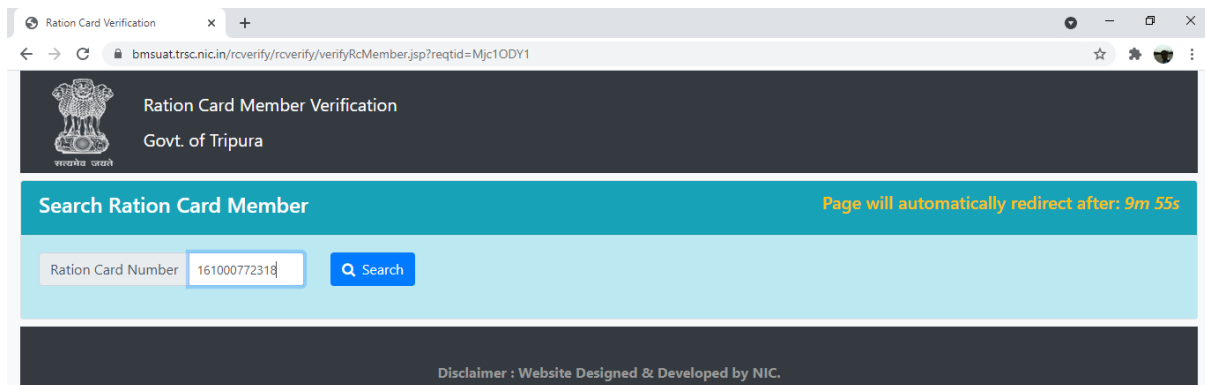 Ration Card Verification
bmsuat.trsc.nic.in/rcverify/rcverify/verifyRcMember.jsp?reqtid=Mjc1ODY1
Ration Card Member Verification
Govt. of Tripura
सत्यमेव जयते
Search Ration Card Member
Page will automatically redirect after: 9m 55s
Ration Card Number 161000772318 Search
Disclaimer : Website Designed & Developed by NIC.